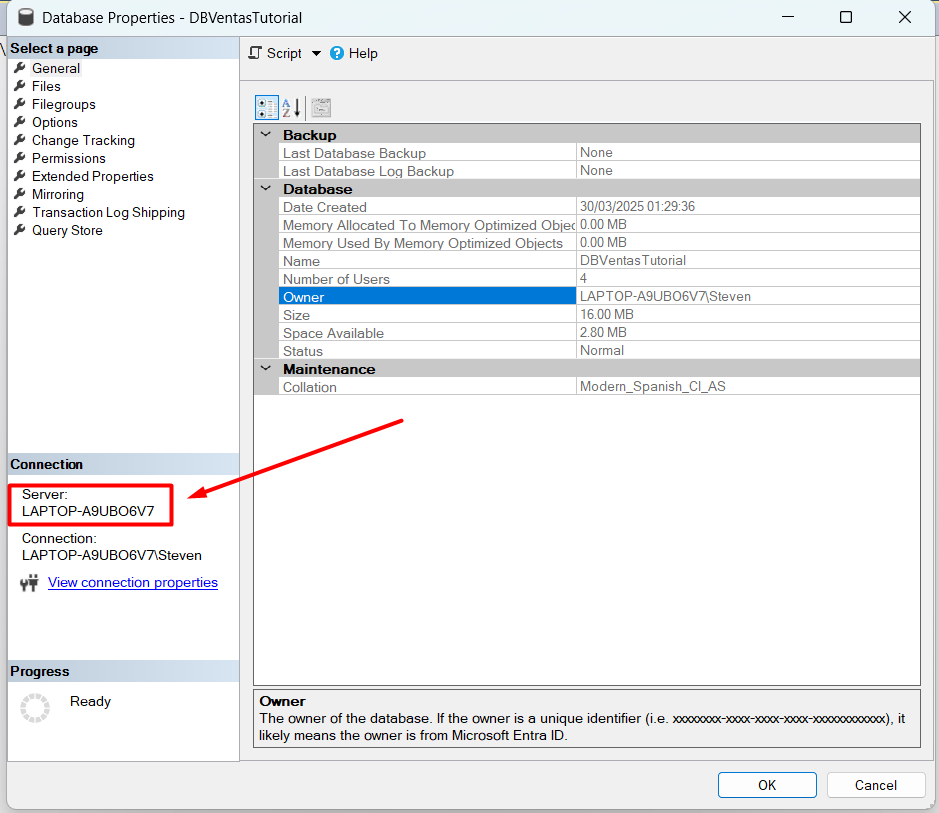 Database Properties - DBVentasTutorial
Select a page
General
Files
Filegroups
Options
Change Tracking
Permissions
Extended Properties
Mirroring
Transaction Log Shipping
Query Store
Script
Help
Backup
Last Database Backup None
Last Database Log Backup None
Database
Date Created 30/03/2025 01:29:36
Memory Allocated To Memory Optimized Objec 0.00 MB
Memory Used By Memory Optimized Objects 0.00 MB
Name DBVentasTutorial
Number of Users 4
Owner LAPTOP-A9UBO6V7\Steven
Size 16.00 MB
Space Available 2.80 MB
Status Normal
Maintenance
Collation Modern_Spanish_CI_AS
Connection
Server:
LAPTOP-A9UBO6V7
Connection:
LAPTOP-A9UBO6V7\Steven
View connection properties
Progress
Ready
Owner
The owner of the database. If the owner is a unique identifier (i.e. xxxxxxxx-xxxx-xxxx-xxxx-xxxxxxxxxxxx), it
likely means the owner is from Microsoft Entra ID.
OK
Cancel